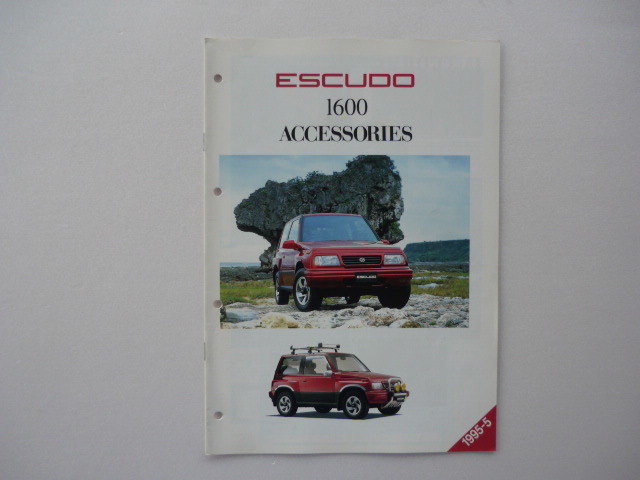 ESCUDO
1600
ACCESSORIES
ESCUDO
1995-5